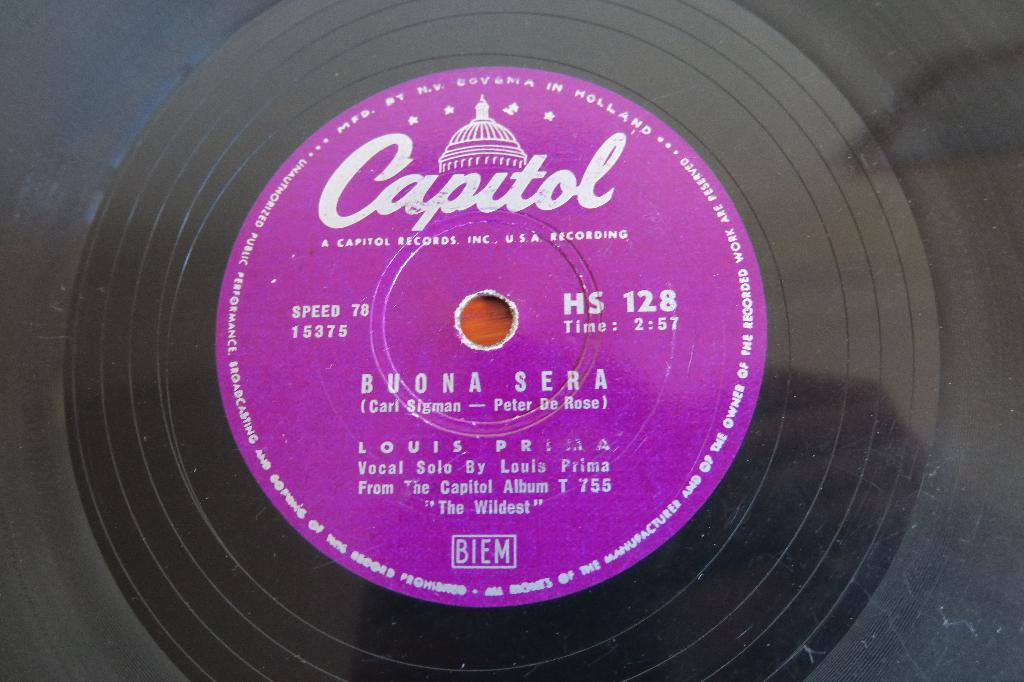 MFD. BY N.V. BOVEMA IN HOLLAND
Capitol
A CAPITOL RECORDS, INC., U.S.A. RECORDING
SPEED 78
15375
HS 128
Time: 2:57
BUONA SERA
(Carl Sigman — Peter De Rose)
LOUIS PRIMA
Vocal Solo By Louis Prima
From The Capitol Album T 755
"The Wildest"
BIEM
UNAUTHORIZED PUBLIC PERFORMANCE, BROADCASTING AND COPYING OF THIS RECORD PROHIBITED • ALL RIGHTS OF THE MANUFACTURER AND OF THE OWNER OF THE RECORDED WORK ARE RESERVED